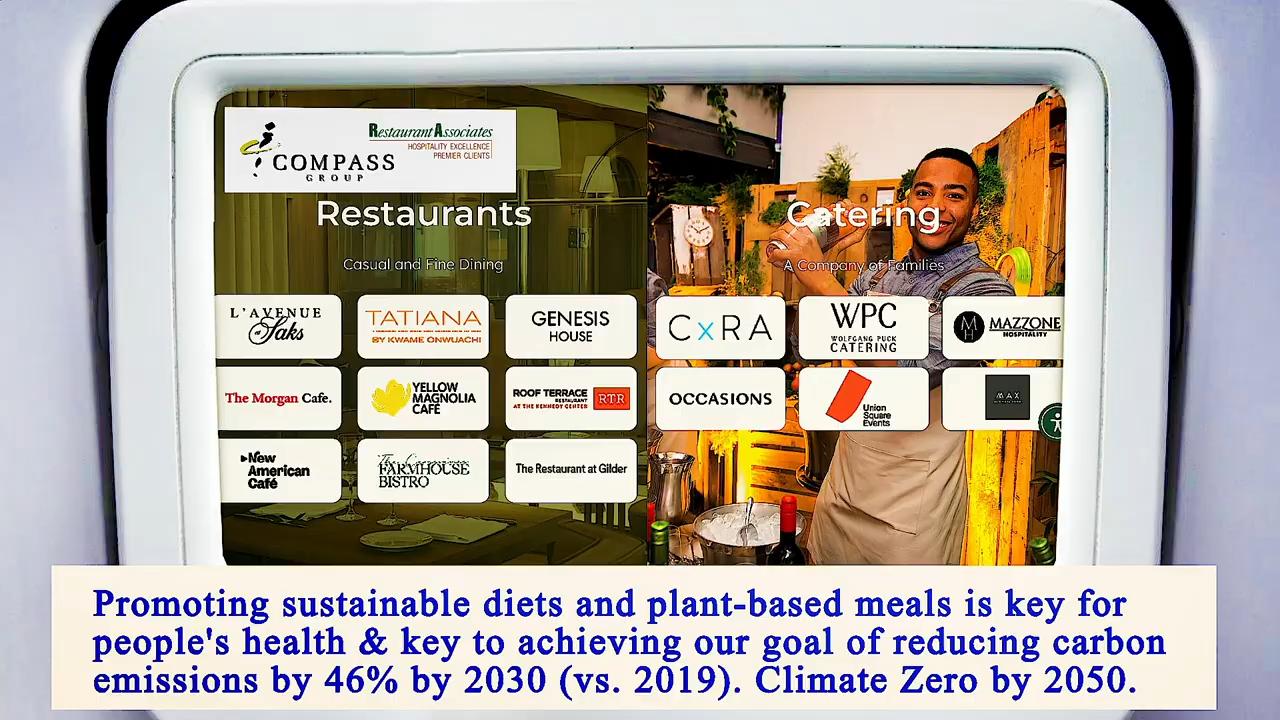 COMPASS
GROUP
Restaurant Associates
HOSPITALITY EXCELLENCE
PREMIER CLIENTS
Restaurants
Casual and Fine Dining
L'AVENUE
Saks
TATIANA
BY KWAME ONWUACHI
GENESIS
HOUSE
The Morgan Cafe.
YELLOW
MAGNOLIA
CAFÉ
ROOF TERRACE
RESTAURANT
AT THE KENNEDY CENTER
RTR
New
American
Café
FARMHOUSE
BISTRO
The Restaurant at Gilder
Catering
A Company of Families
CxRA
WPC
WOLFGANG PUCK
CATERING
MH
MAZZONE
HOSPITALITY
OCCASIONS
Union
Square
Events
MAX
Promoting sustainable diets and plant-based meals is key for
people's health & key to achieving our goal of reducing carbon
emissions by 46% by 2030 (vs. 2019). Climate Zero by 2050.